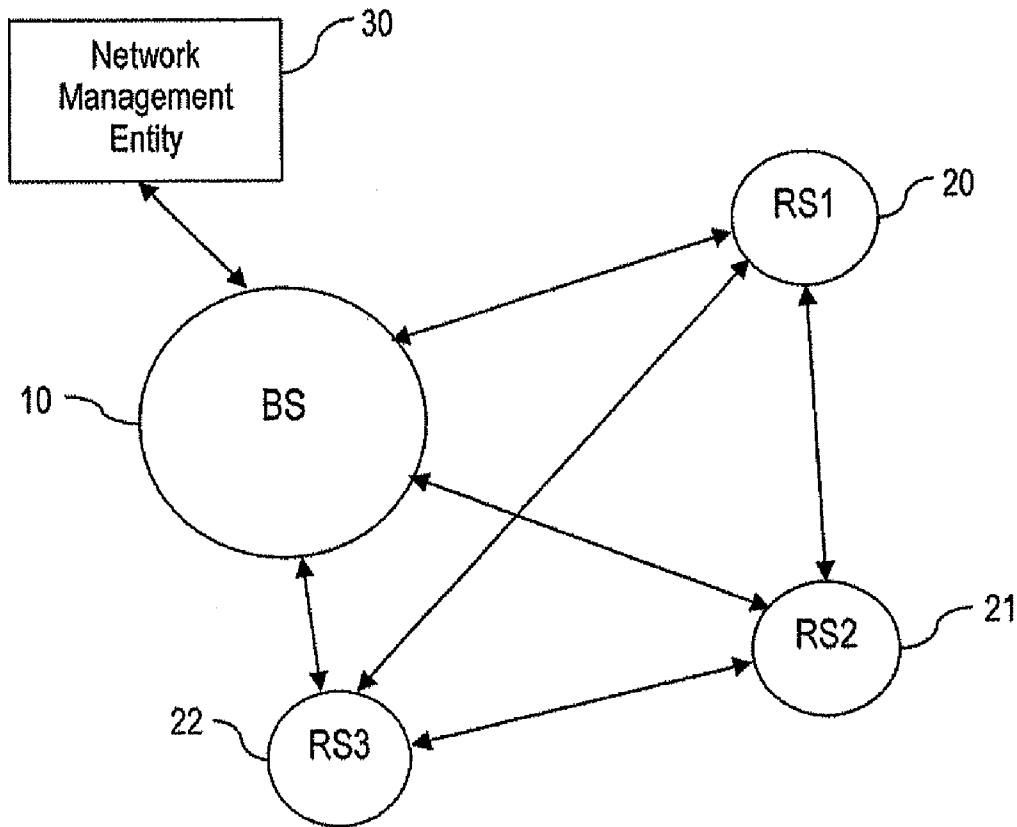 Network
Management
Entity
30
RS1
20
BS
10
RS2
21
RS3
22